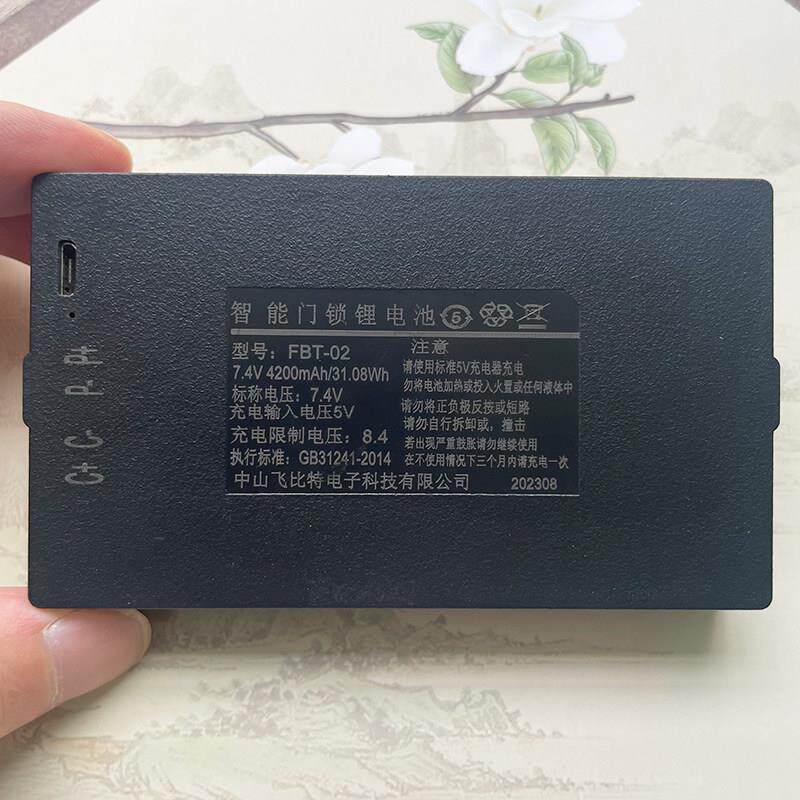 智能门锁锂电池 5
型号：FBT-02
7.4V 4200mAh/31.08Wh
标称电压：7.4V
充电输入电压5V
充电限制电压：8.4
执行标准：GB31241-2014
中山飞比特电子科技有限公司
注意
请使用标准5V充电器充电
勿将电池加热或投入火置或任何液体中
请勿将正负极反按或短路
请勿自行拆卸或，撞击
若出现严重鼓胀请勿继续使用
在不使用情况下三个月内请充电一次
202308
C+ C- P- P+